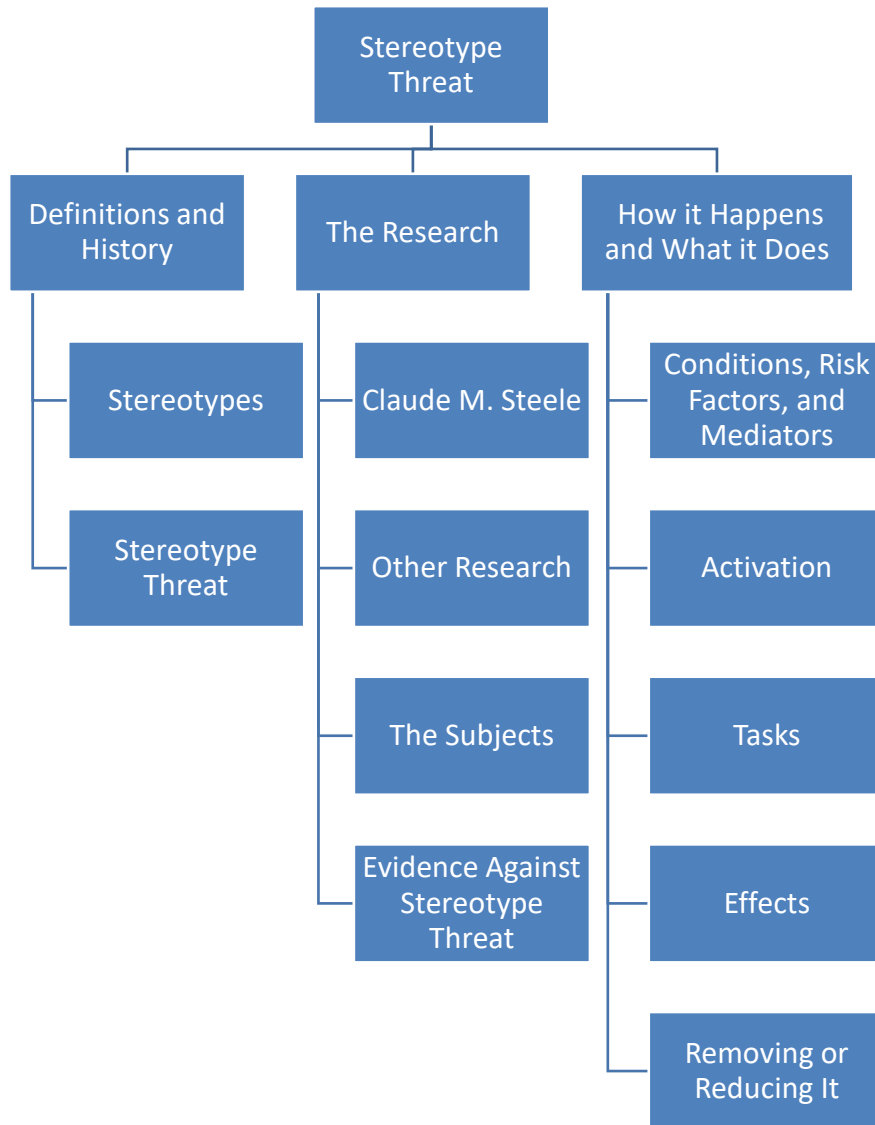 Stereotype
Threat
Definitions and
History
Stereotypes
Stereotype
Threat
The Research
Claude M. Steele
Other Research
The Subjects
Evidence Against
Stereotype
Threat
How it Happens
and What it Does
Conditions, Risk
Factors, and
Mediators
Activation
Tasks
Effects
Removing or
Reducing It